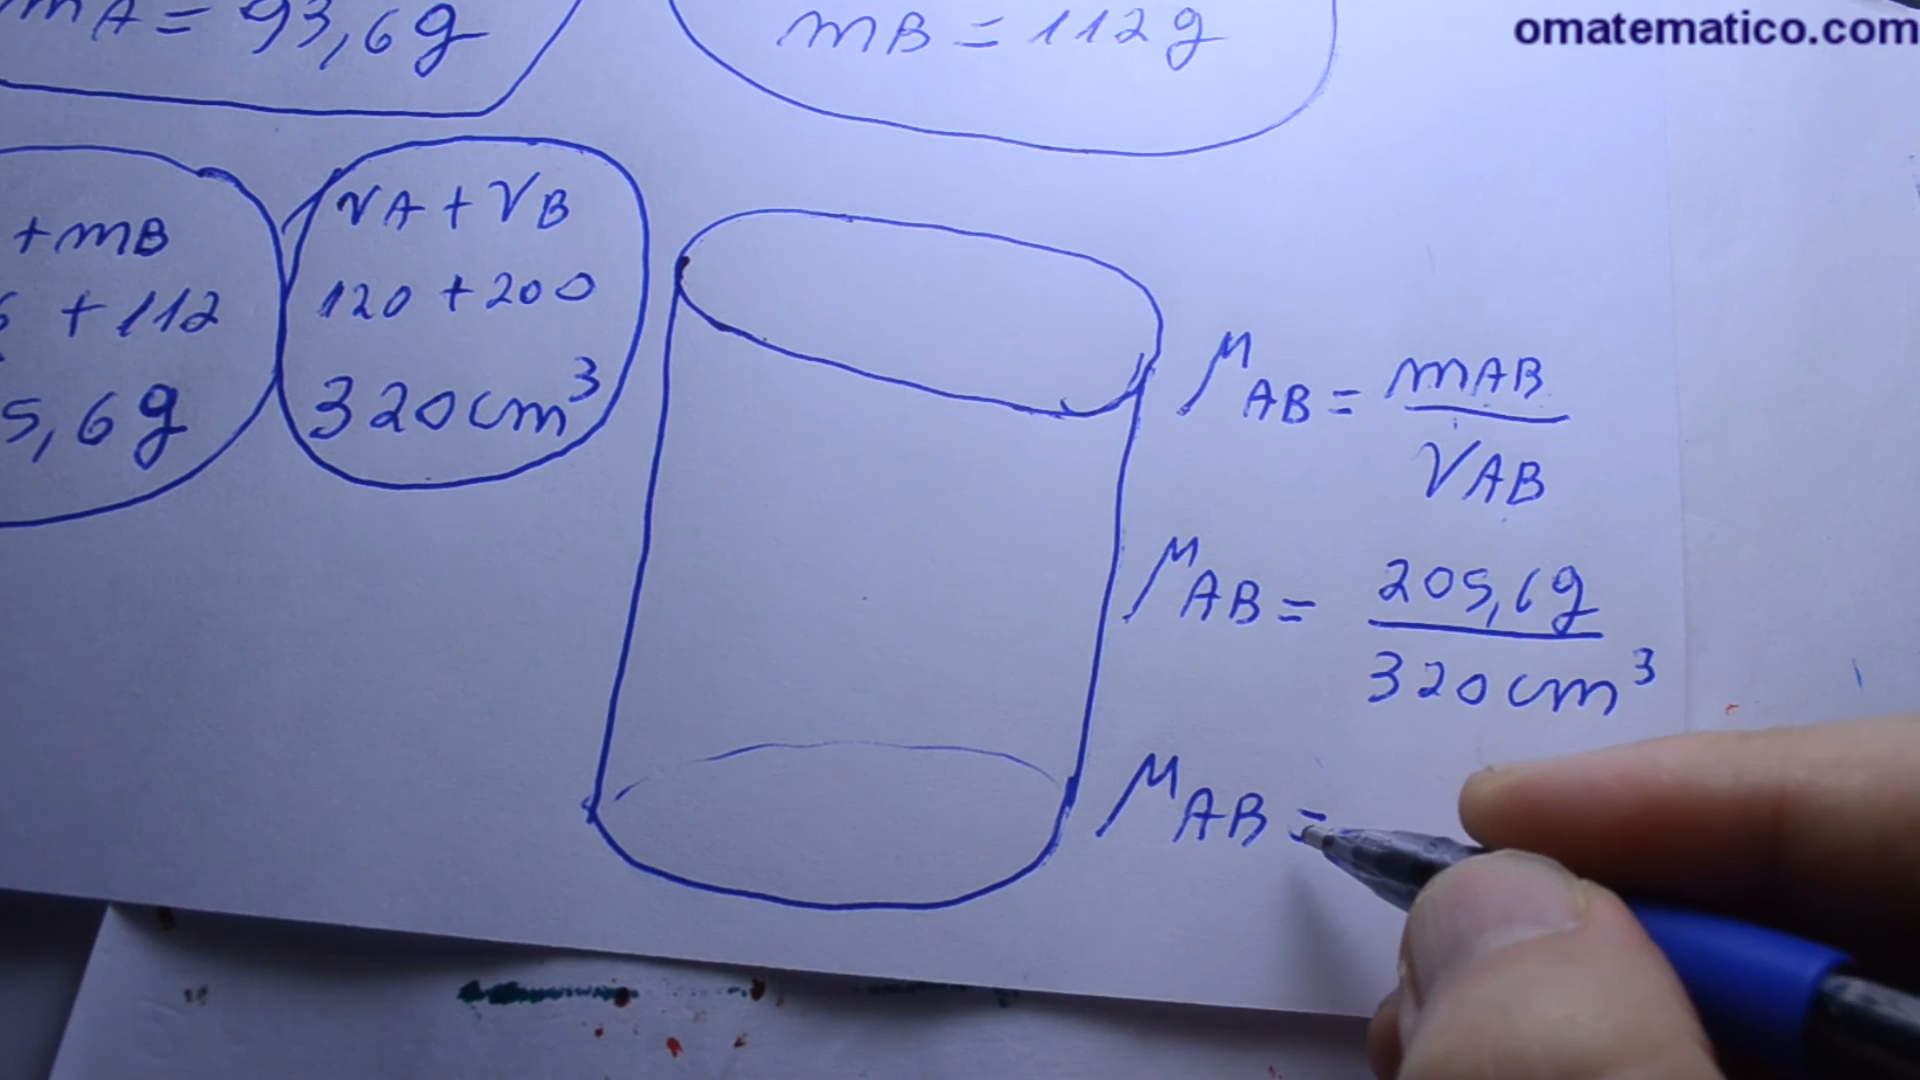 mA = 93,6g
mB = 112g
omatematico.com
+mB
+112
5,6g
VA + VB
120 + 200
320cm³
μAB = mAB
VAB
μAB = 205,6g
320cm³
μAB =